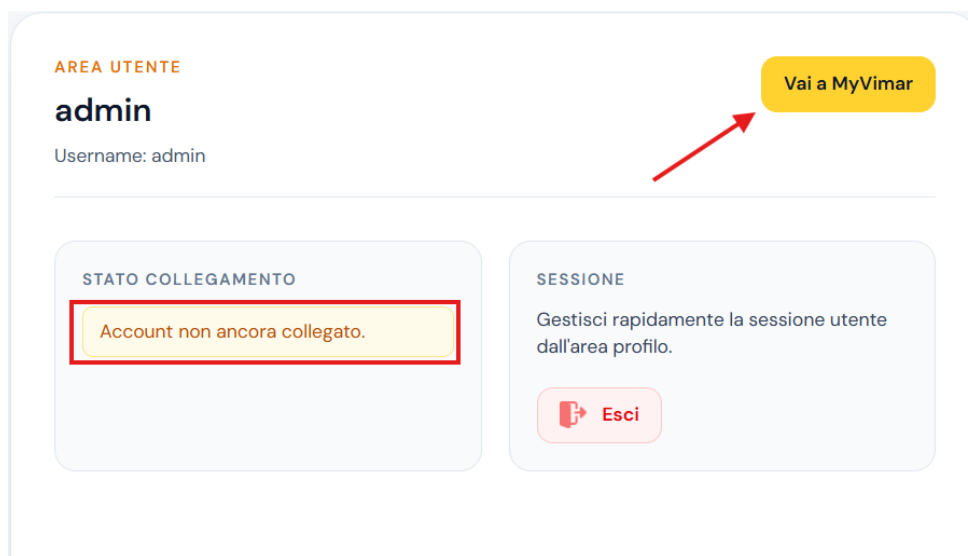 AREA UTENTE
Vai a MyVimar
admin
Username: admin
STATO COLLEGAMENTO
Account non ancora collegato.
SESSIONE
Gestisci rapidamente la sessione utente
dall'area profilo.
Esci